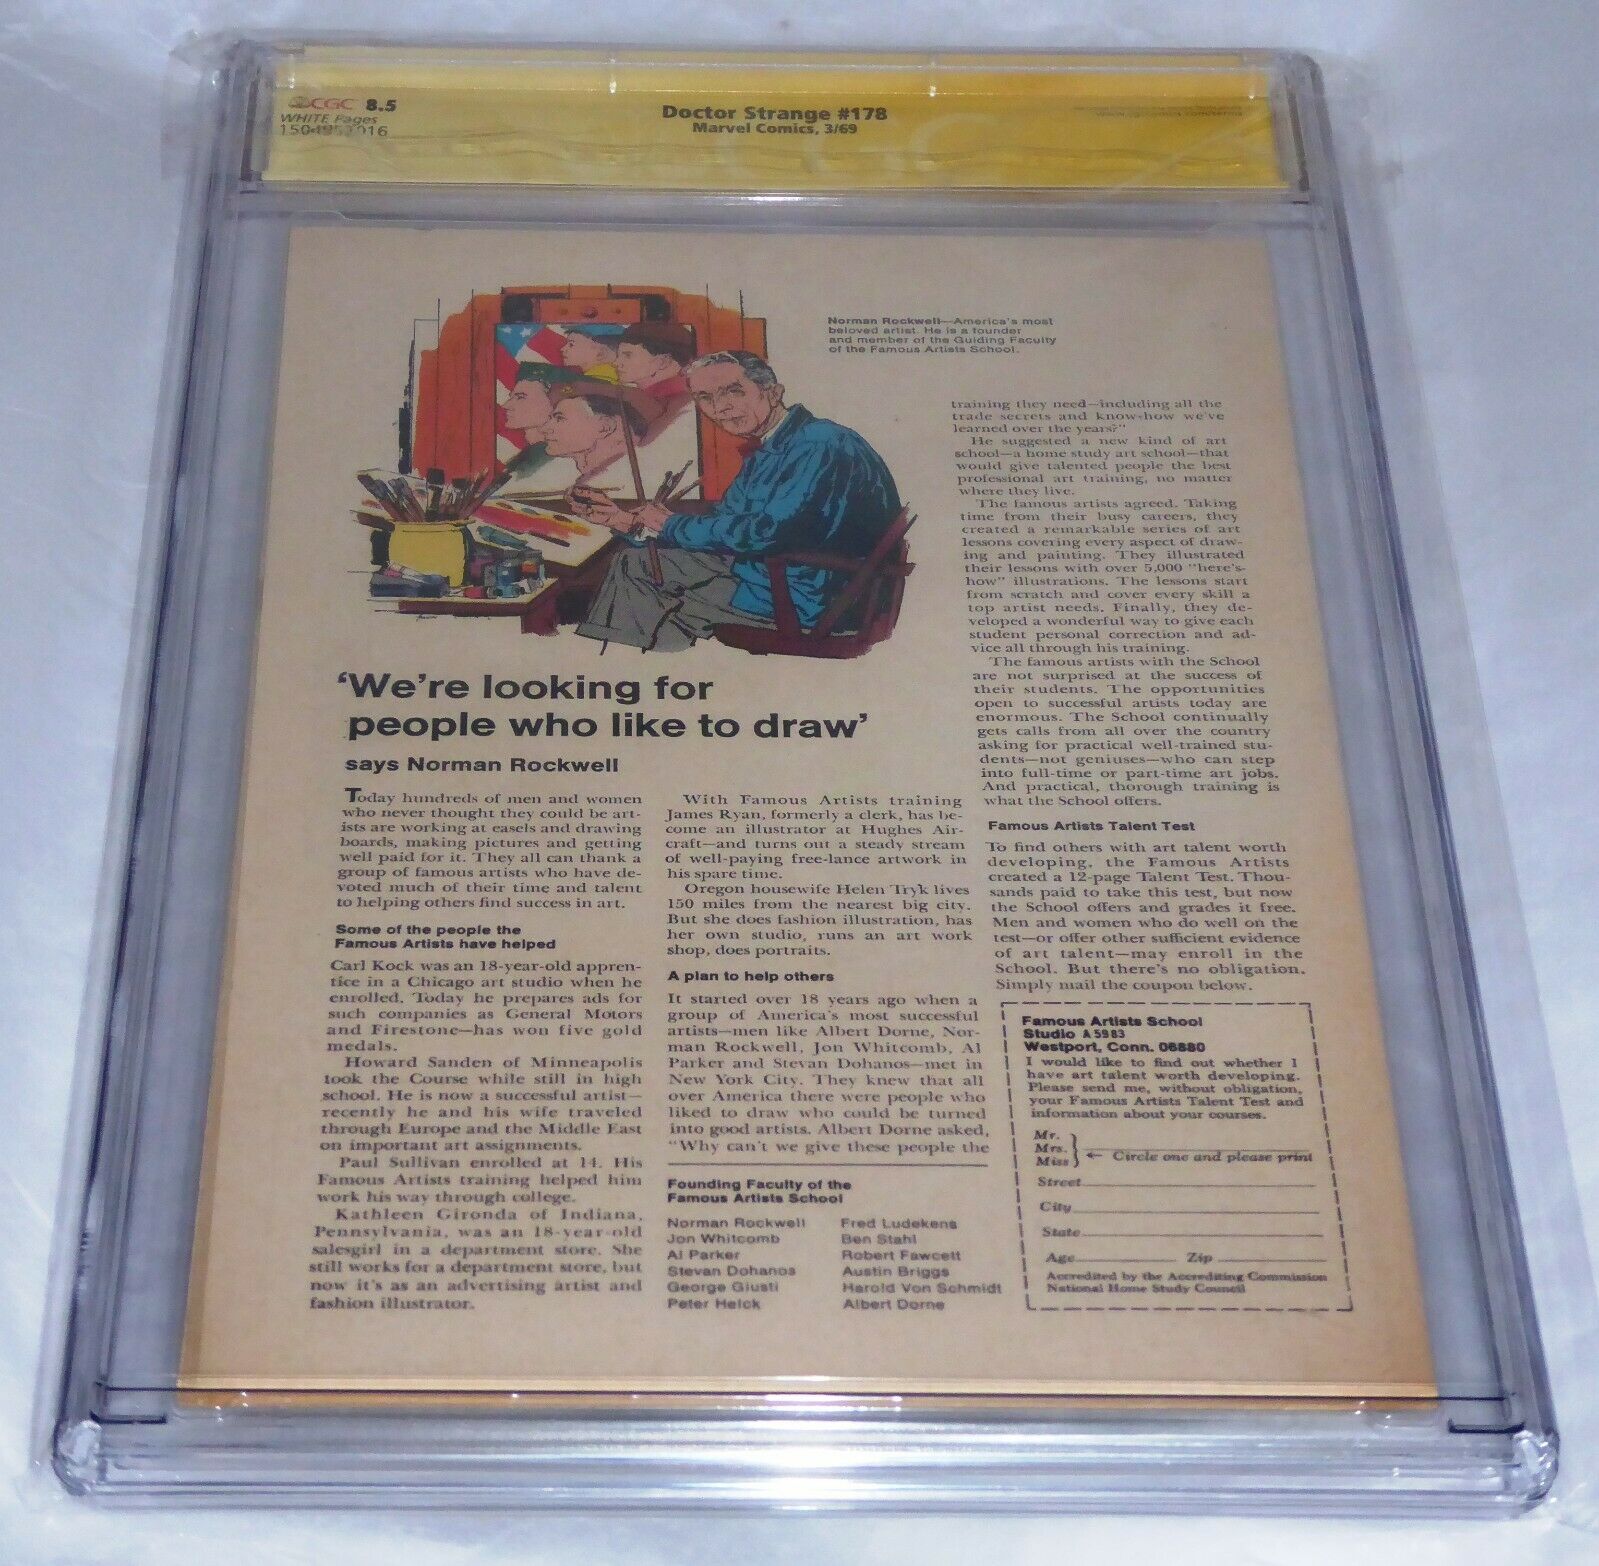 CGC 8.5
WHITE Pages
Doctor Strange #178
Marvel Comics, 3/69
Norman Rockwell—America's most
beloved artist. He is a founder
and member of the Guiding Faculty
of the Famous Artists School.
'We're looking for
people who like to draw'
says Norman Rockwell
Today hundreds of men and women
who never thought they could be art-
ists are working at easels and drawing
boards, making pictures and getting
well paid for it. They all can thank a
group of famous artists who have de-
voted much of their time and talent
to helping others find success in art.
Some of the people the
Famous Artists have helped
Carl Kock was an 18-year-old appren-
tice in a Chicago art studio when he
enrolled. Today he prepares ads for
such companies as General Motors
and Firestone—has won five gold
medals.
Howard Sanden of Minneapolis
took the Course while still in high
school. He is now a successful artist—
recently he and his wife traveled
through Europe and the Middle East
on important art assignments.
Paul Sullivan enrolled at 14. His
Famous Artists training helped him
work his way through college.
Kathleen Gironda of Indiana,
Pennsylvania, was an 18-year-old
salesgirl in a department store. She
still works for a department store, but
now it's as an advertising artist and
fashion illustrator.
With Famous Artists training
James Ryan, formerly a clerk, has be-
come an illustrator at Hughes Air-
craft—and turns out a steady stream
of well-paying free-lance artwork in
his spare time.
Oregon housewife Helen Tryk lives
150 miles from the nearest big city.
But she does fashion illustration, has
her own studio, runs an art work
shop, does portraits.
A plan to help others
It started over 18 years ago when a
group of America's most successful
artists—men like Albert Dorne, Nor-
man Rockwell, Jon Whitcomb, Al
Parker and Stevan Dohanos—met in
New York City. They knew that all
over America there were people who
liked to draw who could be turned
into good artists. Albert Dorne asked,
"Why can't we give these people the
training they need—including all the
trade secrets and know-how we've
learned over the years?"
He suggested a new kind of art
school—a home study art school—that
would give talented people the best
professional art training, no matter
where they live.
The famous artists agreed. Taking
time from their busy careers, they
created a remarkable series of art
lessons covering every aspect of draw-
ing and painting. They illustrated
their lessons with over 5,000 "here's-
how" illustrations. The lessons start
from scratch and cover every skill a
top artist needs. Finally, they de-
veloped a wonderful way to give each
student personal correction and ad-
vice all through his training.
The famous artists with the School
are not surprised at the success of
their students. The opportunities
open to successful artists today are
enormous. The School continually
gets calls from all over the country
asking for practical well-trained stu-
dents—not geniuses—who can step
into full-time or part-time art jobs.
And practical, thorough training is
what the School offers.
Famous Artists Talent Test
To find others with art talent worth
developing, the Famous Artists
created a 12-page Talent Test. Thou-
sands paid to take this test, but now
the School offers and grades it free.
Men and women who do well on the
test—or offer other sufficient evidence
of art talent—may enroll in the
School. But there's no obligation.
Simply mail the coupon below.
Founding Faculty of the
Famous Artists School
Norman Rockwell
Jon Whitcomb
Al Parker
Stevan Dohanos
George Giusti
Peter Helck
Fred Ludekens
Ben Stahl
Robert Fawcett
Austin Briggs
Harold Von Schmidt
Albert Dorne
Famous Artists School
Studio A5983
Westport, Conn. 06880
I would like to find out whether I
have art talent worth developing.
Please send me, without obligation,
your Famous Artists Talent Test and
information about your courses.
Mr.
Mrs.
Miss
← Circle one and please print
Street
City
State
Age Zip
Accredited by the Accrediting Commission
National Home Study Council